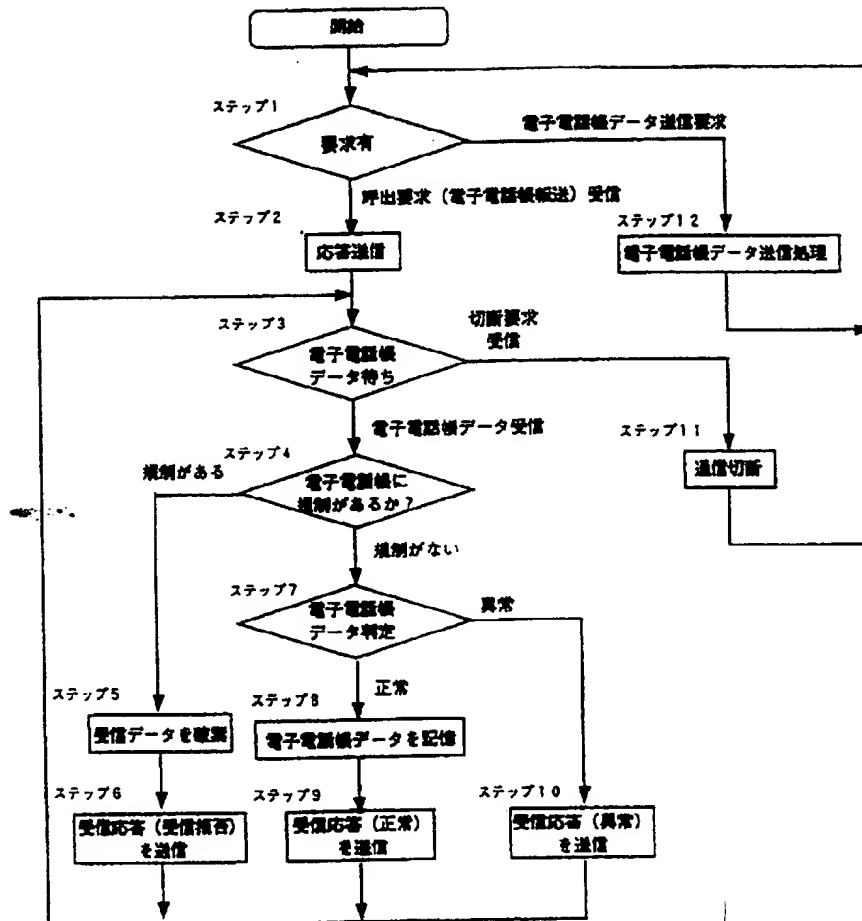 開始
ステップ1
要求有
電子電話帳データ送信要求
呼出要求（電子電話帳転送）受信
ステップ2
応答送信
ステップ12
電子電話帳データ送信処理
ステップ3
電子電話帳
データ待ち
切断要求
受信
電子電話帳データ受信
ステップ11
通信切断
ステップ4
規制がある
電子電話帳に
規制があるか？
規制がない
ステップ7
電子電話帳
データ判定
異常
正常
ステップ5
受信データを破棄
ステップ8
電子電話帳データを記憶
ステップ6
受信応答（受信拒否）
を送信
ステップ9
受信応答（正常）
を送信
ステップ10
受信応答（異常）
を送信